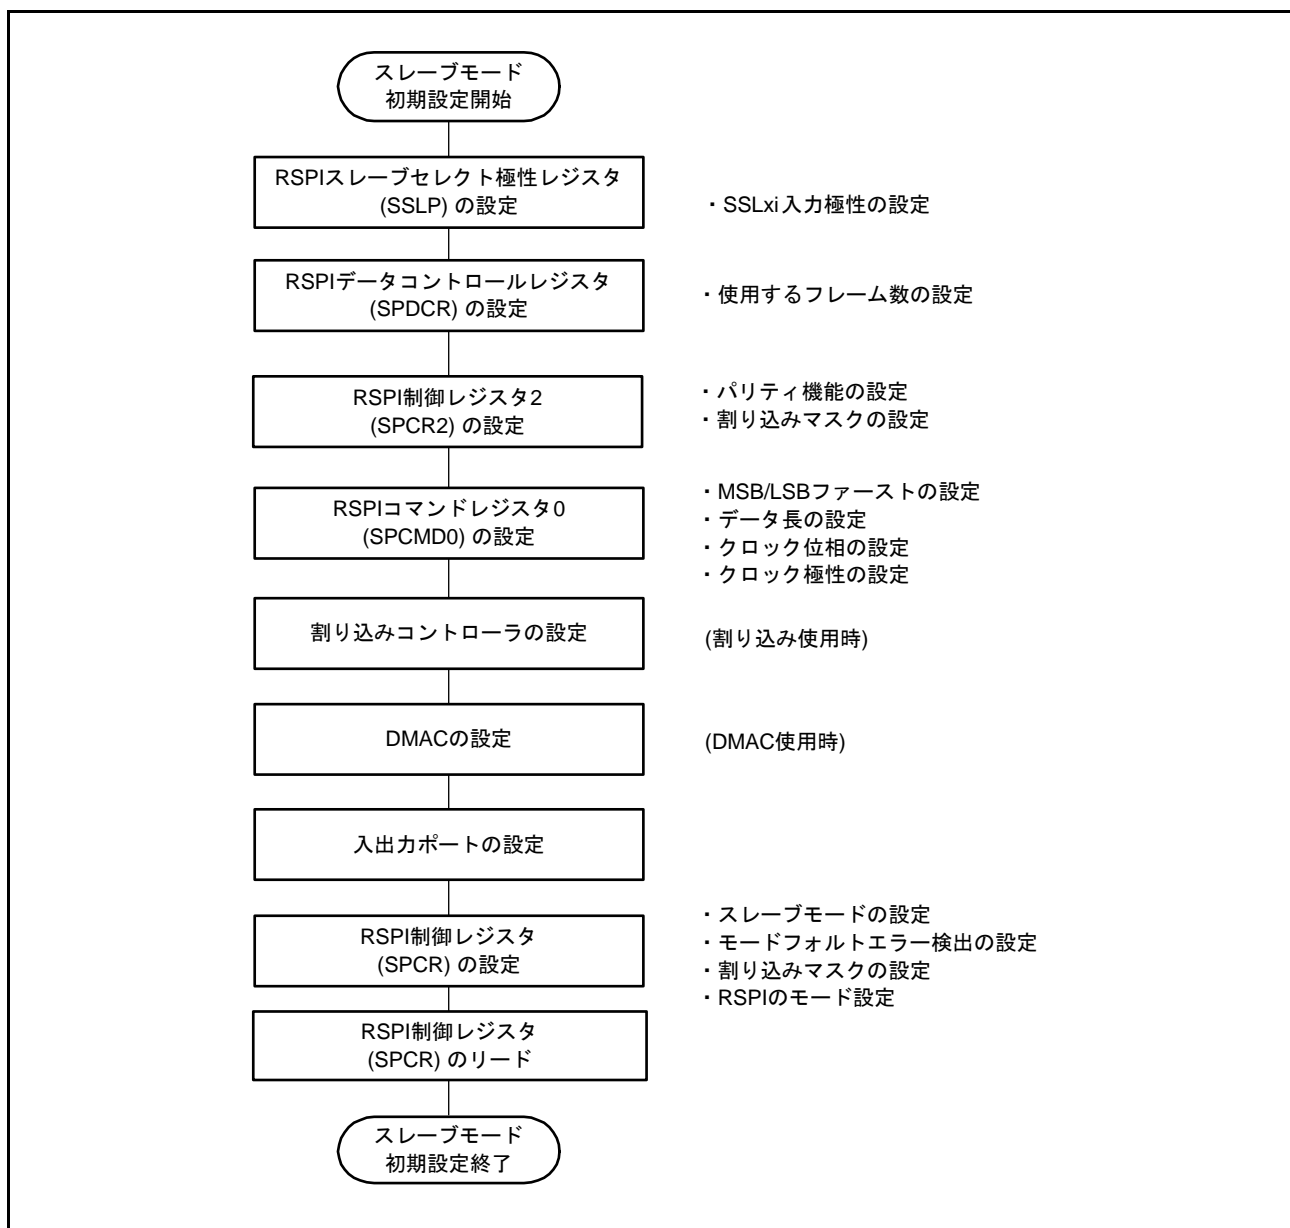 スレーブモード
初期設定開始
RSPIスレーブセレクト極性レジスタ
(SSLP) の設定
・SSLxi入力極性の設定
RSPIデータコントロールレジスタ
(SPDCR) の設定
・使用するフレーム数の設定
RSPI制御レジスタ2
(SPCR2) の設定
・パリティ機能の設定
・割り込みマスクの設定
RSPIコマンドレジスタ0
(SPCMD0) の設定
・MSB/LSBファーストの設定
・データ長の設定
・クロック位相の設定
・クロック極性の設定
割り込みコントローラの設定
(割り込み使用時)
DMACの設定
(DMAC使用時)
入出力ポートの設定
RSPI制御レジスタ
(SPCR) の設定
・スレーブモードの設定
・モードフォルトエラー検出の設定
・割り込みマスクの設定
・RSPIのモード設定
RSPI制御レジスタ
(SPCR) のリード
スレーブモード
初期設定終了